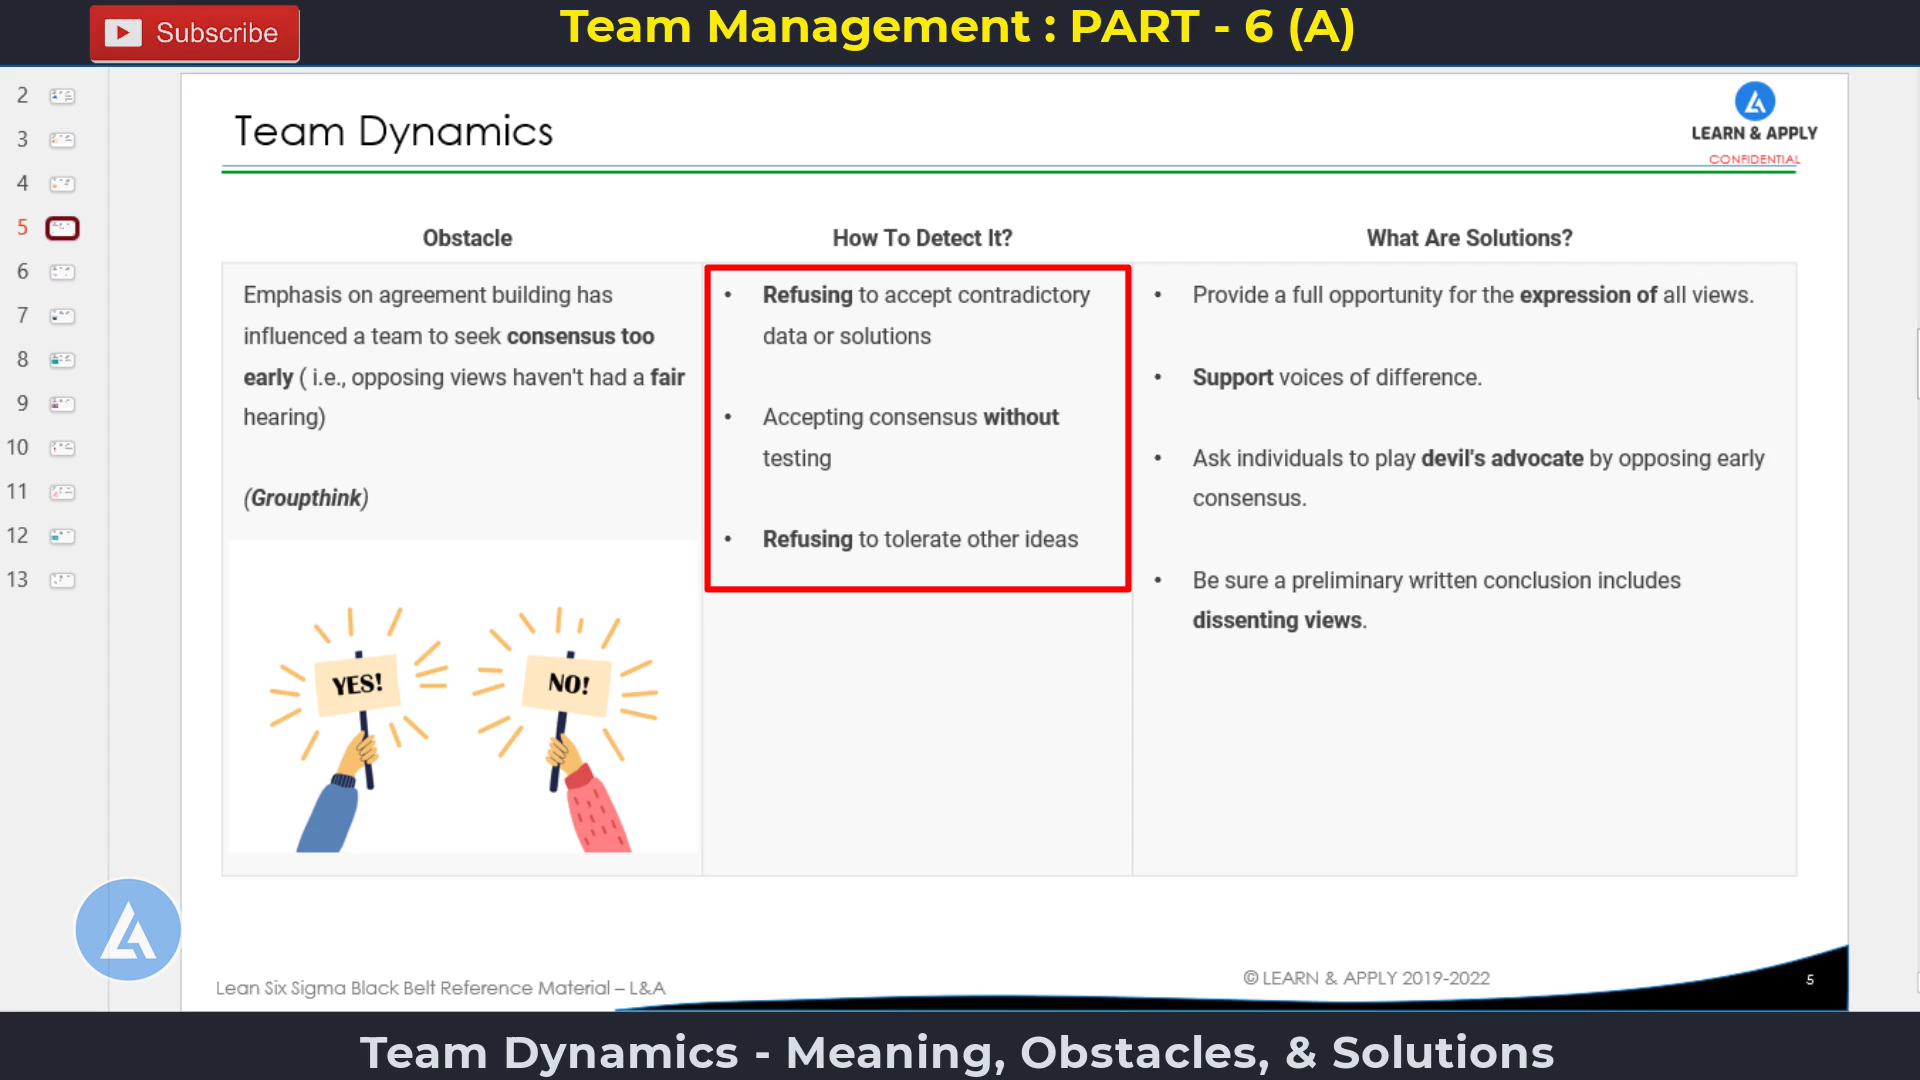 Subscribe
Team Management : PART - 6 (A)
2
3
4
5
6
7
8
9
10
11
12
13
Team Dynamics
LEARN & APPLY
CONFIDENTIAL
Obstacle
How To Detect It?
What Are Solutions?
Emphasis on agreement building has
influenced a team to seek consensus too
early ( i.e., opposing views haven't had a fair
hearing)
(Groupthink)
YES!
NO!
• Refusing to accept contradictory
data or solutions
• Accepting consensus without
testing
• Refusing to tolerate other ideas
• Provide a full opportunity for the expression of all views.
• Support voices of difference.
• Ask individuals to play devil's advocate by opposing early
consensus.
• Be sure a preliminary written conclusion includes
dissenting views.
Lean Six Sigma Black Belt Reference Material – L&A
© LEARN & APPLY 2019-2022
5
Team Dynamics - Meaning, Obstacles, & Solutions